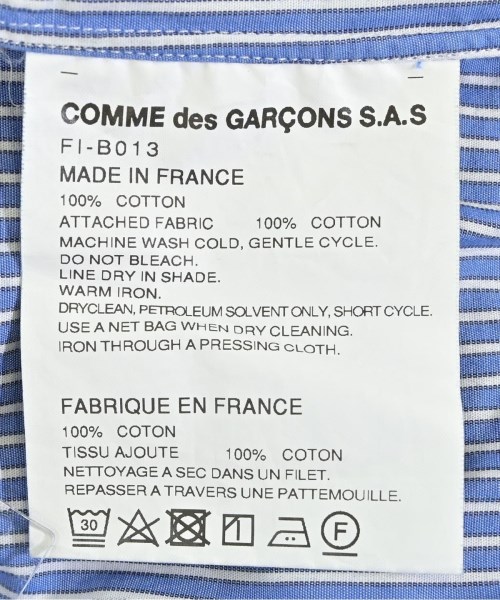 COMME des GARÇONS S.A.S
FI-B013
MADE IN FRANCE
100% COTTON
ATTACHED FABRIC 100% COTTON
MACHINE WASH COLD, GENTLE CYCLE.
DO NOT BLEACH.
LINE DRY IN SHADE.
WARM IRON.
DRYCLEAN, PETROLEUM SOLVENT ONLY, SHORT CYCLE.
USE A NET BAG WHEN DRY CLEANING.
IRON THROUGH A PRESSING CLOTH.
FABRIQUE EN FRANCE
100% COTON
TISSU AJOUTE 100% COTON
NETTOYAGE A SEC DANS UN FILET.
REPASSER A TRAVERS UNE PATTEMOUILLE.
30 F